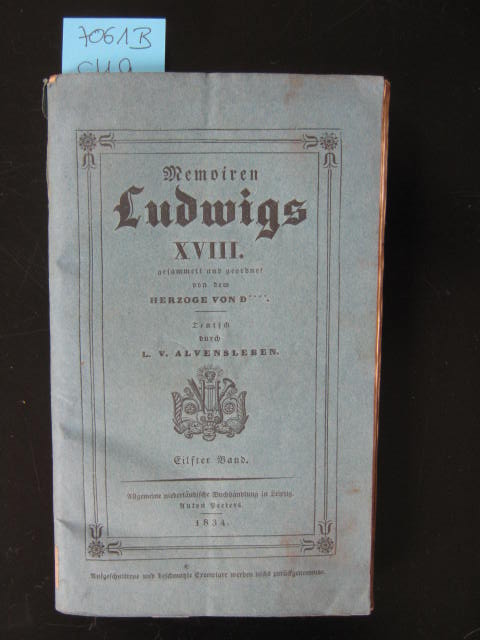 7061B
Memoiren
Ludwigs
XVIII.
gesammelt und geordnet
von dem
HERZOGE VON D****.
Deutsch
durch
L. V. ALVENSLEBEN.
Eilfter Band.
Allgemeine niederländische Buchhandlung in Leipzig.
Anton Peeters.
1834.
Aufgeschnittene und beschmutzte Exemplare werden nicht zurückgenommen.